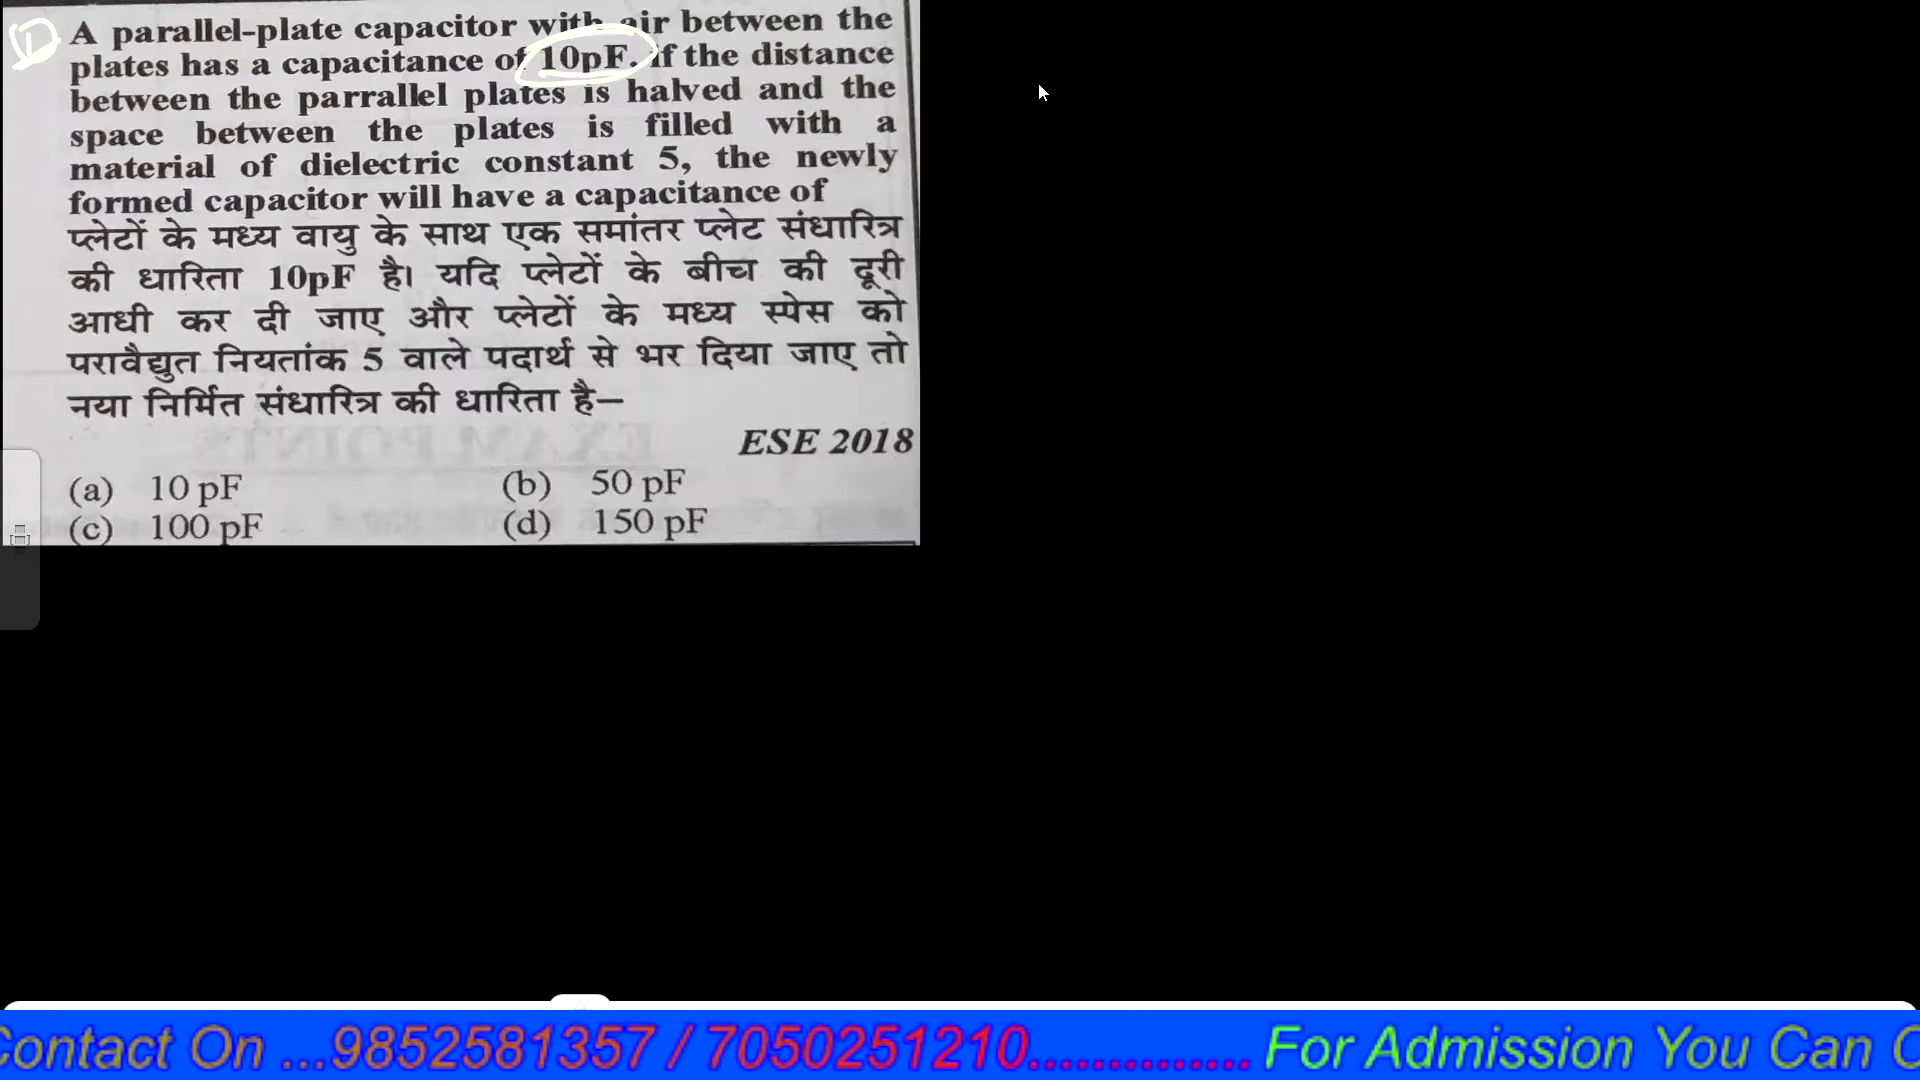 1
A parallel-plate capacitor with air between the
plates has a capacitance of 10pF. if the distance
between the parrallel plates is halved and the
space between the plates is filled with a
material of dielectric constant 5, the newly
formed capacitor will have a capacitance of
प्लेटों के मध्य वायु के साथ एक समांतर प्लेट संधारित्र
की धारिता 10pF है। यदि प्लेटों के बीच की दूरी
आधी कर दी जाए और प्लेटों के मध्य स्पेस को
परावैद्युत नियतांक 5 वाले पदार्थ से भर दिया जाए तो
नया निर्मित संधारित्र की धारिता है–
ESE 2018
(a) 10 pF (b) 50 pF
(c) 100 pF (d) 150 pF
Contact On ...9852581357 / 7050251210.............. For Admission You Can